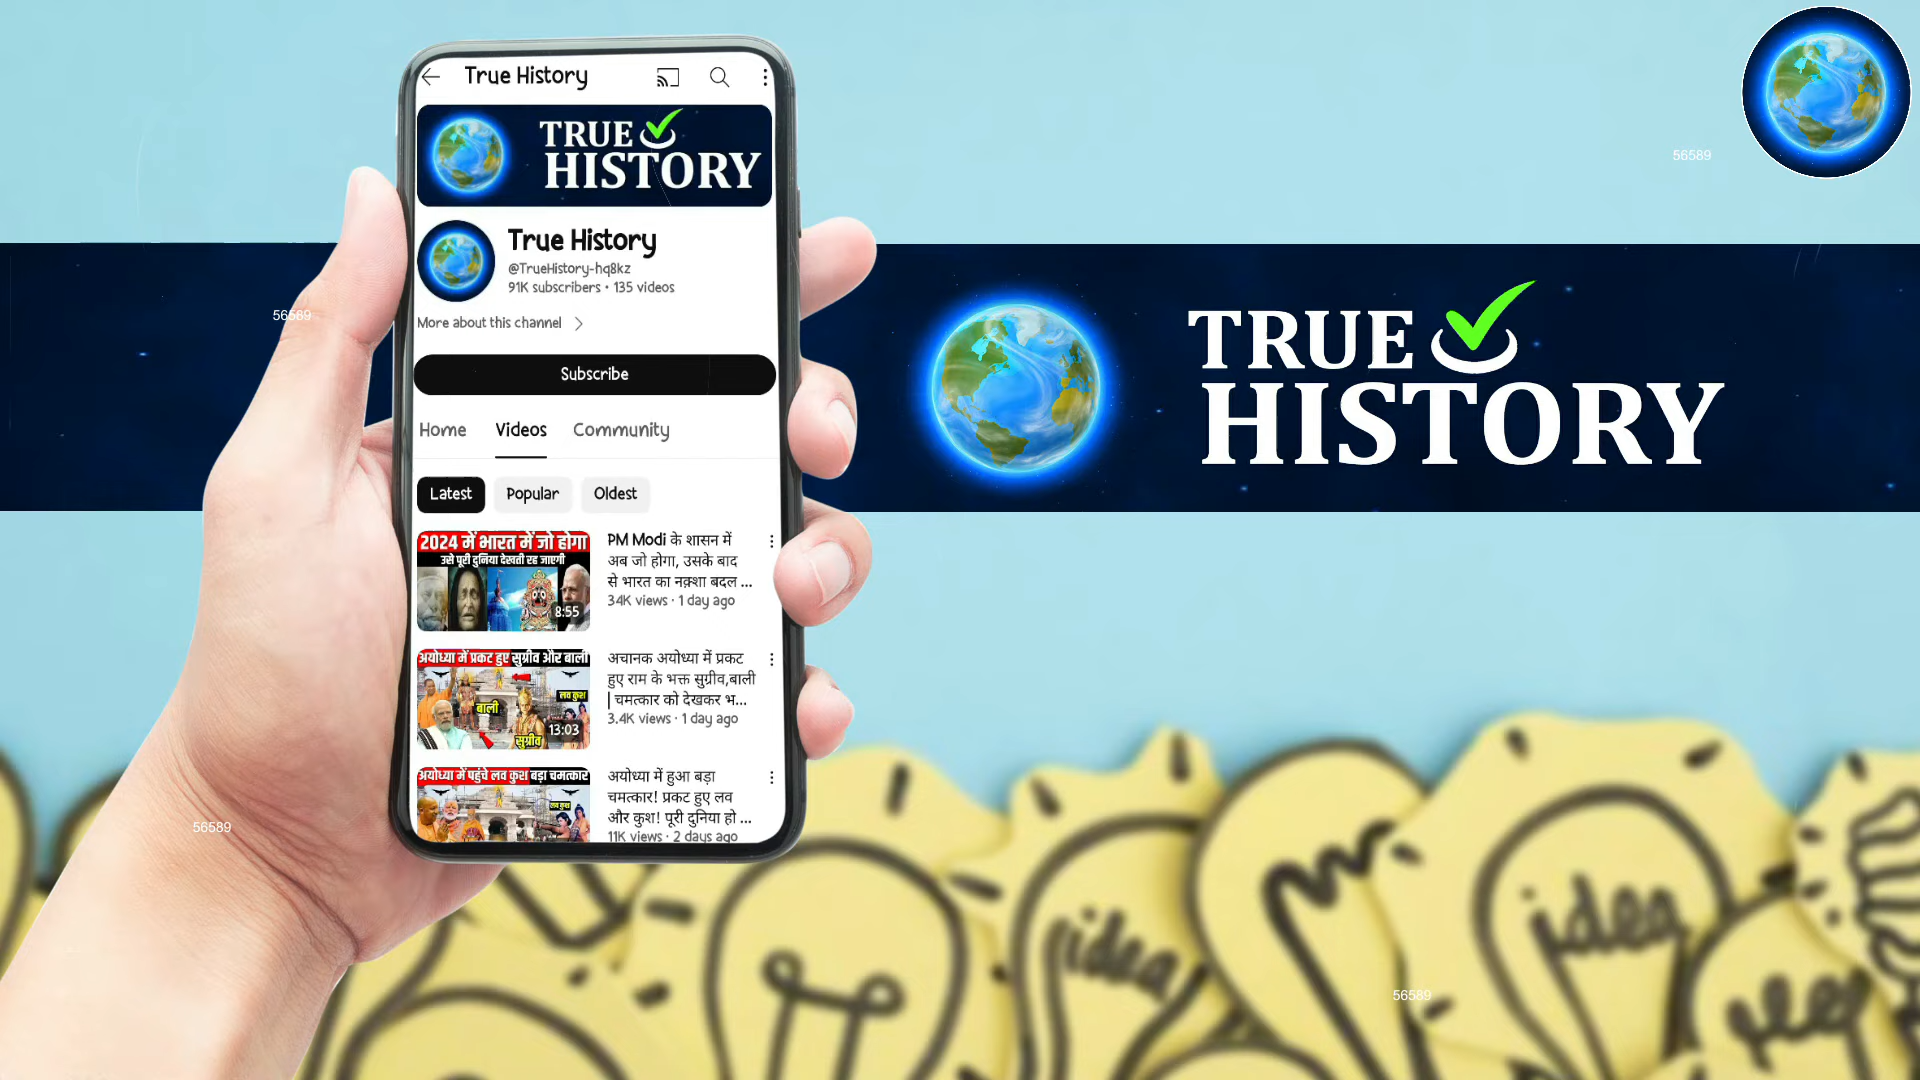 True History
TRUE
HISTORY
True History
@TrueHistory-hq8kz
91K subscribers • 135 videos
More about this channel
Subscribe
Home Videos Community
Latest Popular Oldest
2024 में भारत में जो होगा
उसे पूरी दुनिया देखती रह जाएगी
8:55
PM Modi के शासन में
अब जो होगा, उसके बाद
से भारत का नक़्शा बदल ...
34K views · 1 day ago
अयोध्या में प्रकट हुए सुग्रीव और बाली
लव कुश
बाली
13:03
सुग्रीव
अचानक अयोध्या में प्रकट
हुए राम के भक्त सुग्रीव,बाली
| चमत्कार को देखकर भ...
3.4K views · 1 day ago
अयोध्या में पहुंचे लव कुश बड़ा चमत्कार
लव कुश
अयोध्या में हुआ बड़ा
चमत्कार! प्रकट हुए लव
और कुश! पूरी दुनिया हो ...
11K views · 2 days ago
TRUE
HISTORY
56589
56589
56589
56589
idea
idea